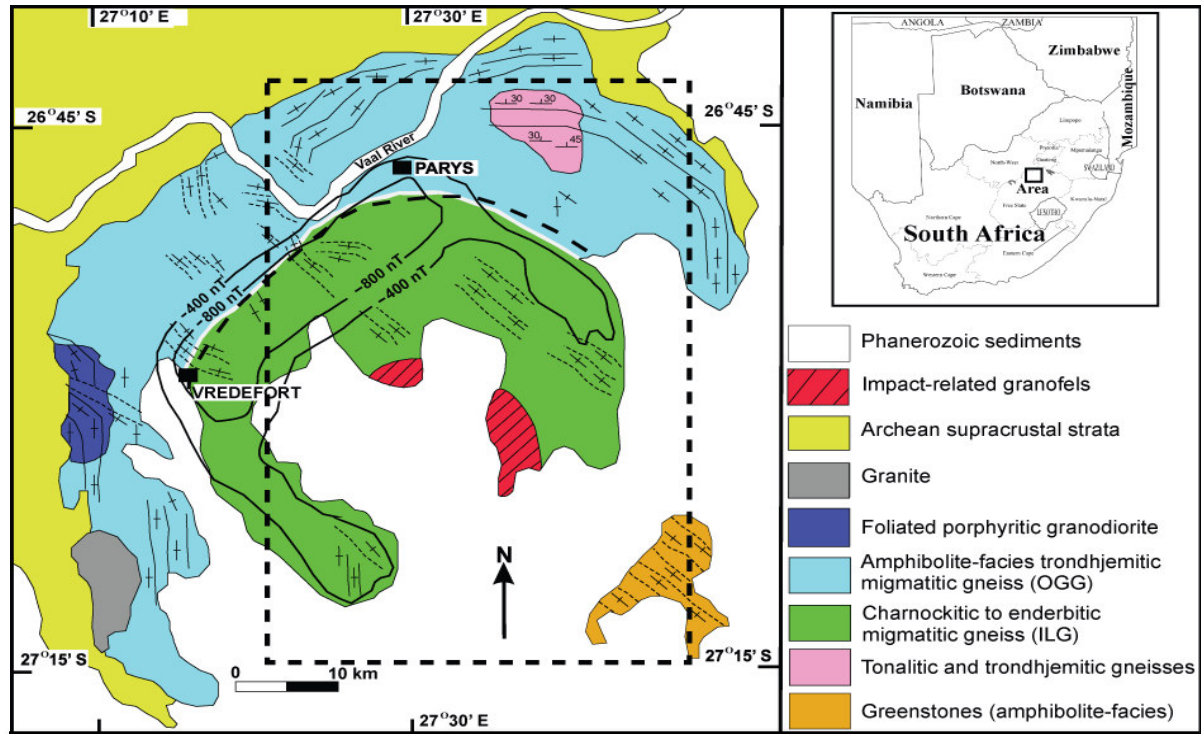 27°10' E
27°30' E
26°45' S
26°45' S
30
30
30
45
Vaal River
PARYS
-400 nT
-800 nT
-800 nT
-400 nT
VREDEFORT
N
27°15' S
27°15' S
0
10 km
27°30' E
ANGOLA
ZAMBIA
Zimbabwe
Namibia
Botswana
Mozambique
Limpopo
North-West
Gauteng
Mpumalanga
SWAZILAND
Area
Free State
Kwazulu-Natal
LESOTHO
Northern Cape
South Africa
Eastern Cape
Western Cape
Phanerozoic sediments
Impact-related granofels
Archean supracrustal strata
Granite
Foliated porphyritic granodiorite
Amphibolite-facies trondhjemitic
migmatitic gneiss (OGG)
Charnockitic to enderbitic
migmatitic gneiss (ILG)
Tonalitic and trondhjemitic gneisses
Greenstones (amphibolite-facies)